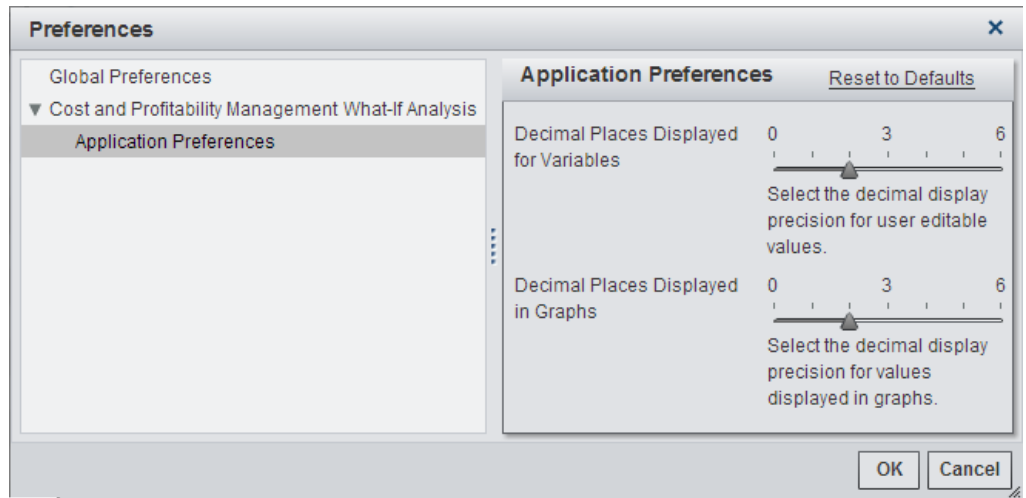 Preferences
Global Preferences
Cost and Profitability Management What-If Analysis
Application Preferences
Application Preferences
Reset to Defaults
Decimal Places Displayed
for Variables
0 3 6
Select the decimal display
precision for user editable
values.
Decimal Places Displayed
in Graphs
0 3 6
Select the decimal display
precision for values
displayed in graphs.
OK
Cancel